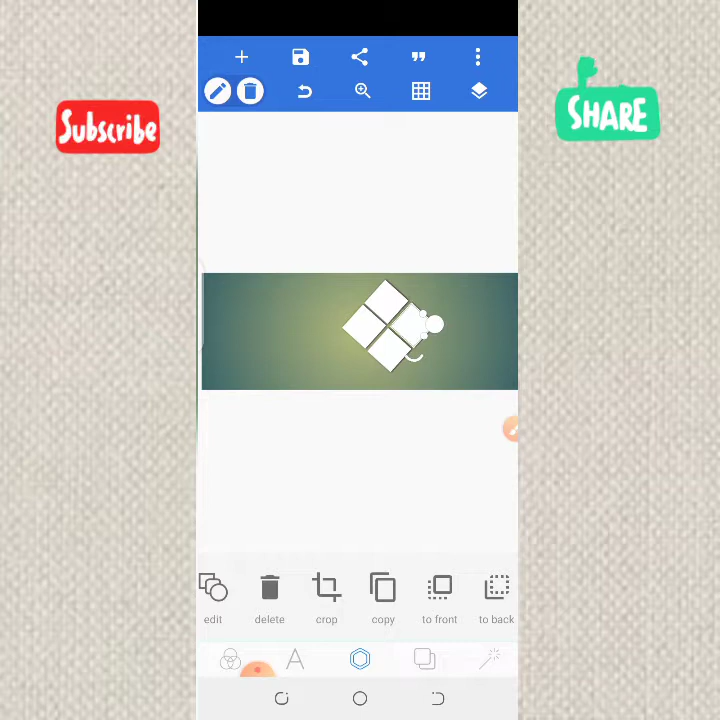 Subscribe
SHARE
edit
delete
crop
copy
to front
to back